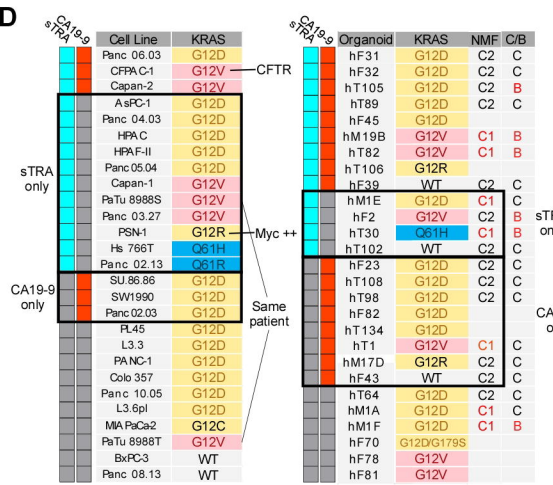 D
sTRA
CA19-9
Cell Line KRAS
Panc 06.03 G12D
CFPAC-1 G12V CFTR
Capan-2 G12V
AsPC-1 G12D
Panc 04.03 G12D
HPAC G12D
HPAF-II G12D
Panc 05.04 G12D
sTRA
only
Capan-1 G12V
PaTu 8988S G12V
Panc 03.27 G12V
PSN-1 G12R Myc ++
Hs 766T Q61H
Panc 02.13 Q61R
CA19-9
only
SU.86.86 G12D
SW1990 G12D
Panc 02.03 G12D
Same
patient
PL45 G12D
L3.3 G12D
PANC-1 G12D
Colo 357 G12D
Panc 10.05 G12D
L3.6pl G12D
MIA PaCa-2 G12C
PaTu 8988T G12V
BxPC-3 WT
Panc 08.13 WT
sTRA
CA19-9
Organoid KRAS NMF C/B
hF31 G12D C2 C
hF32 G12D C2 C
hT105 G12D C2 B
hT89 G12D C2 C
hF45 G12D
hM19B G12V C1 B
hT82 G12V C1 B
hT106 G12R
hF39 WT C2 C
hM1E G12D C1 C
hF2 G12V C2 B
hT30 Q61H C1 B
hT102 WT C2 C
sT
on
hF23 G12D C2 C
hT108 G12D C2 C
hT98 G12D C2 C
hF82 G12D
hT134 G12D
hT1 G12V C1 C
hM17D G12R C2 C
hF43 WT C2 C
CA
o
hT64 G12D C2 C
hM1A G12D C1 C
hM1F G12D C1 B
hF70 G12D/G179S
hF78 G12V
hF81 G12V